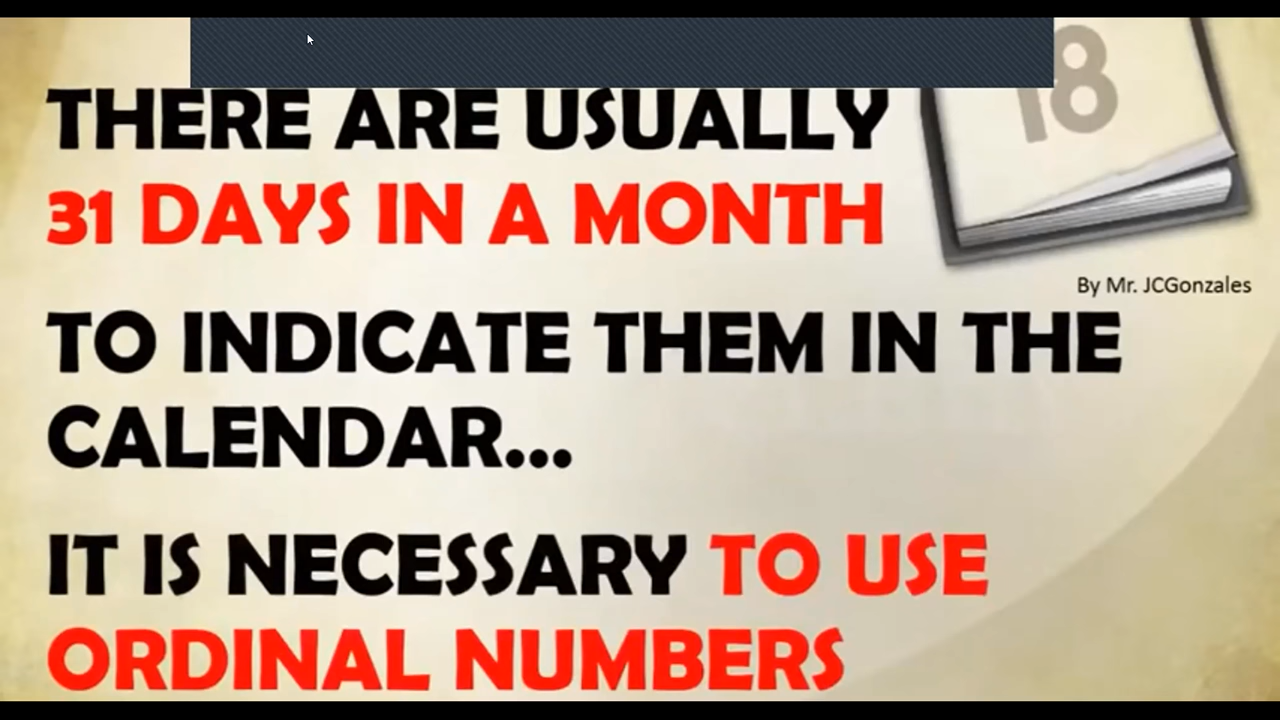 18
THERE ARE USUALLY
31 DAYS IN A MONTH
By Mr. JCGonzales
TO INDICATE THEM IN THE
CALENDAR...
IT IS NECESSARY TO USE
ORDINAL NUMBERS